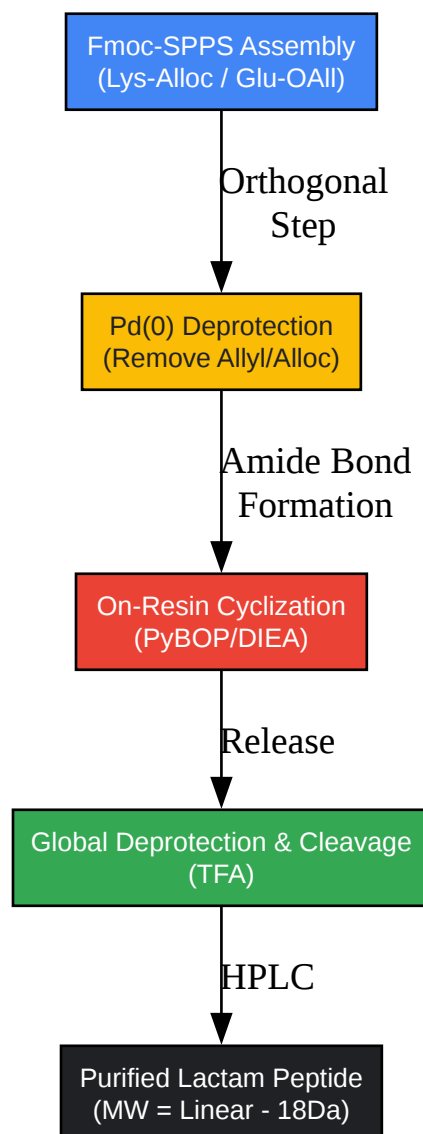 Fmoc-SPPS Assembly
(Lys-Alloc / Glu-OAll)
Orthogonal
Step
Pd(0) Deprotection
(Remove Allyl/Alloc)
Amide Bond
Formation
On-Resin Cyclization
(PyBOP/DIEA)
Release
Global Deprotection & Cleavage
(TFA)
HPLC
Purified Lactam Peptide
(MW = Linear - 18Da)